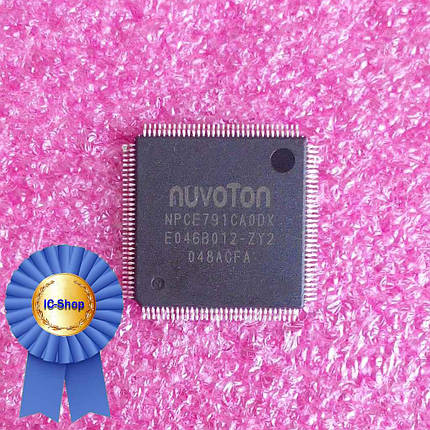 nuvoTon
NPCE791CA0DX
E046B012-ZY2
048ACFA
IC-Shop